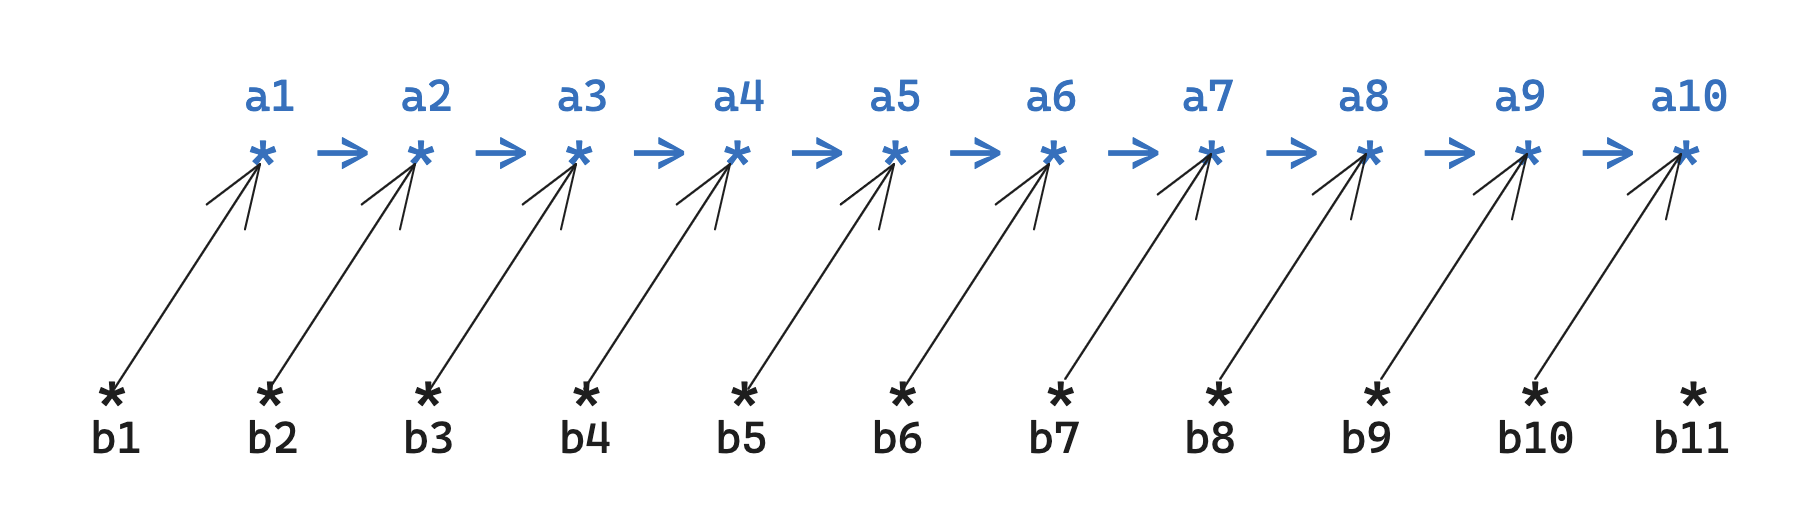 a1 a2 a3 a4 a5 a6 a7 a8 a9 a10
* → * → * → * → * → * → * → * → * → *
* * * * * * * * * * *
b1 b2 b3 b4 b5 b6 b7 b8 b9 b10 b11